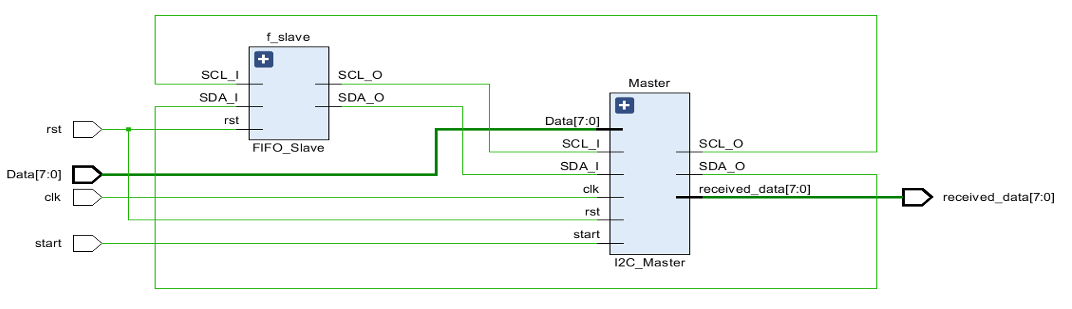 f_slave
SCL_I
SCL_O
SDA_I
SDA_O
rst
FIFO_Slave
rst
Data[7:0]
clk
start
Master
Data[7:0]
SCL_I
SCL_O
SDA_I
SDA_O
clk
received_data[7:0]
rst
start
I2C_Master
received_data[7:0]